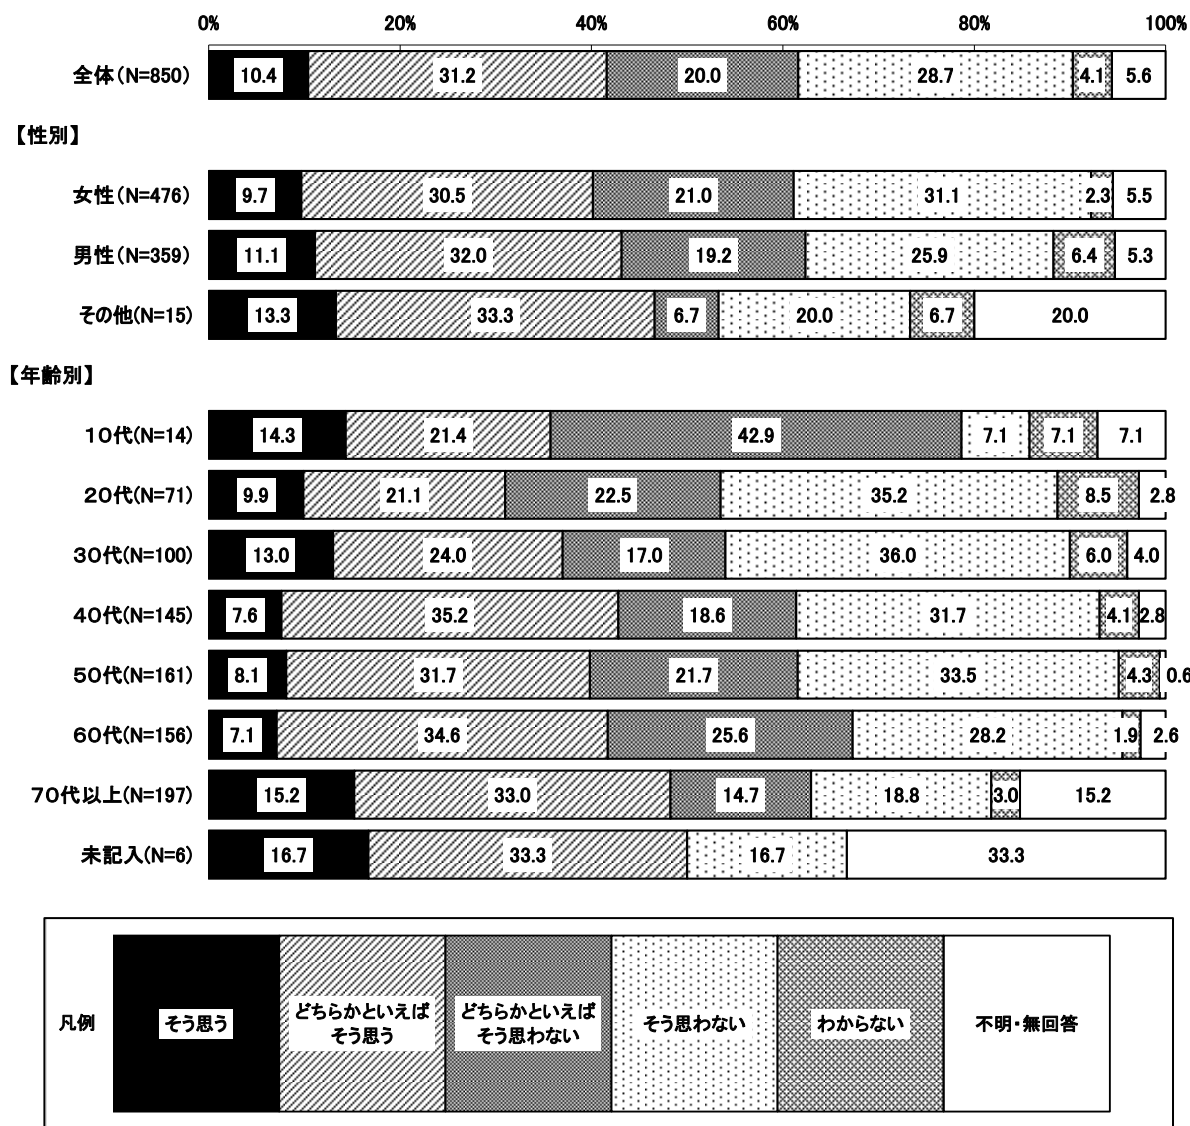 0% 20% 40% 60% 80% 100%
全体(N=850) 10.4 31.2 20.0 28.7 4.1 5.6
【性別】
女性(N=476) 9.7 30.5 21.0 31.1 2.3 5.5
男性(N=359) 11.1 32.0 19.2 25.9 6.4 5.3
その他(N=15) 13.3 33.3 6.7 20.0 6.7 20.0
【年齢別】
10代(N=14) 14.3 21.4 42.9 7.1 7.1 7.1
20代(N=71) 9.9 21.1 22.5 35.2 8.5 2.8
30代(N=100) 13.0 24.0 17.0 36.0 6.0 4.0
40代(N=145) 7.6 35.2 18.6 31.7 4.1 2.8
50代(N=161) 8.1 31.7 21.7 33.5 4.3 0.6
60代(N=156) 7.1 34.6 25.6 28.2 1.9 2.6
70代以上(N=197) 15.2 33.0 14.7 18.8 3.0 15.2
未記入(N=6) 16.7 33.3 16.7 33.3
凡例
そう思う
どちらかといえば
そう思う
どちらかといえば
そう思わない
そう思わない
わからない
不明・無回答